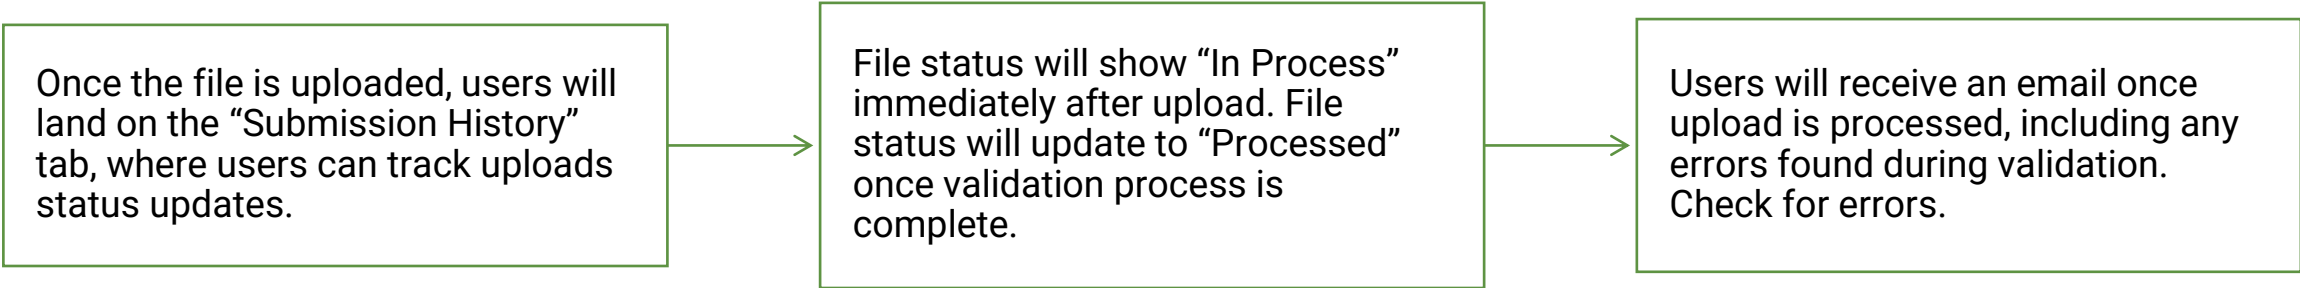 Once the file is uploaded, users will
land on the “Submission History”
tab, where users can track uploads
status updates.
File status will show “In Process”
immediately after upload. File
status will update to “Processed”
once validation process is
complete.
Users will receive an email once
upload is processed, including any
errors found during validation.
Check for errors.